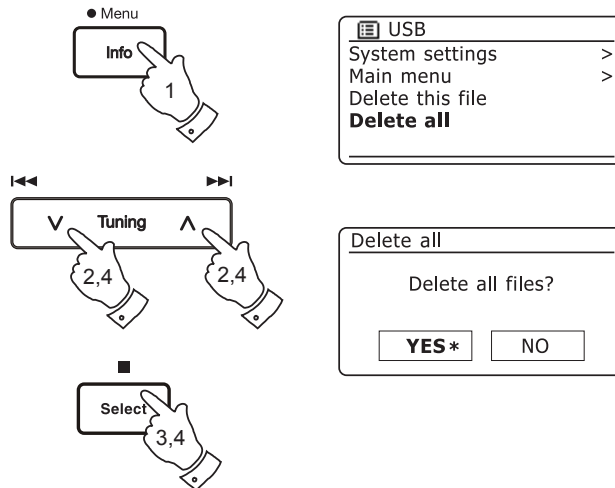 Menu
Info
1
Tuning
2,4
2,4
Select
3,4
USB
System settings >
Main menu >
Delete this file
Delete all
Delete all
Delete all files?
YES* NO